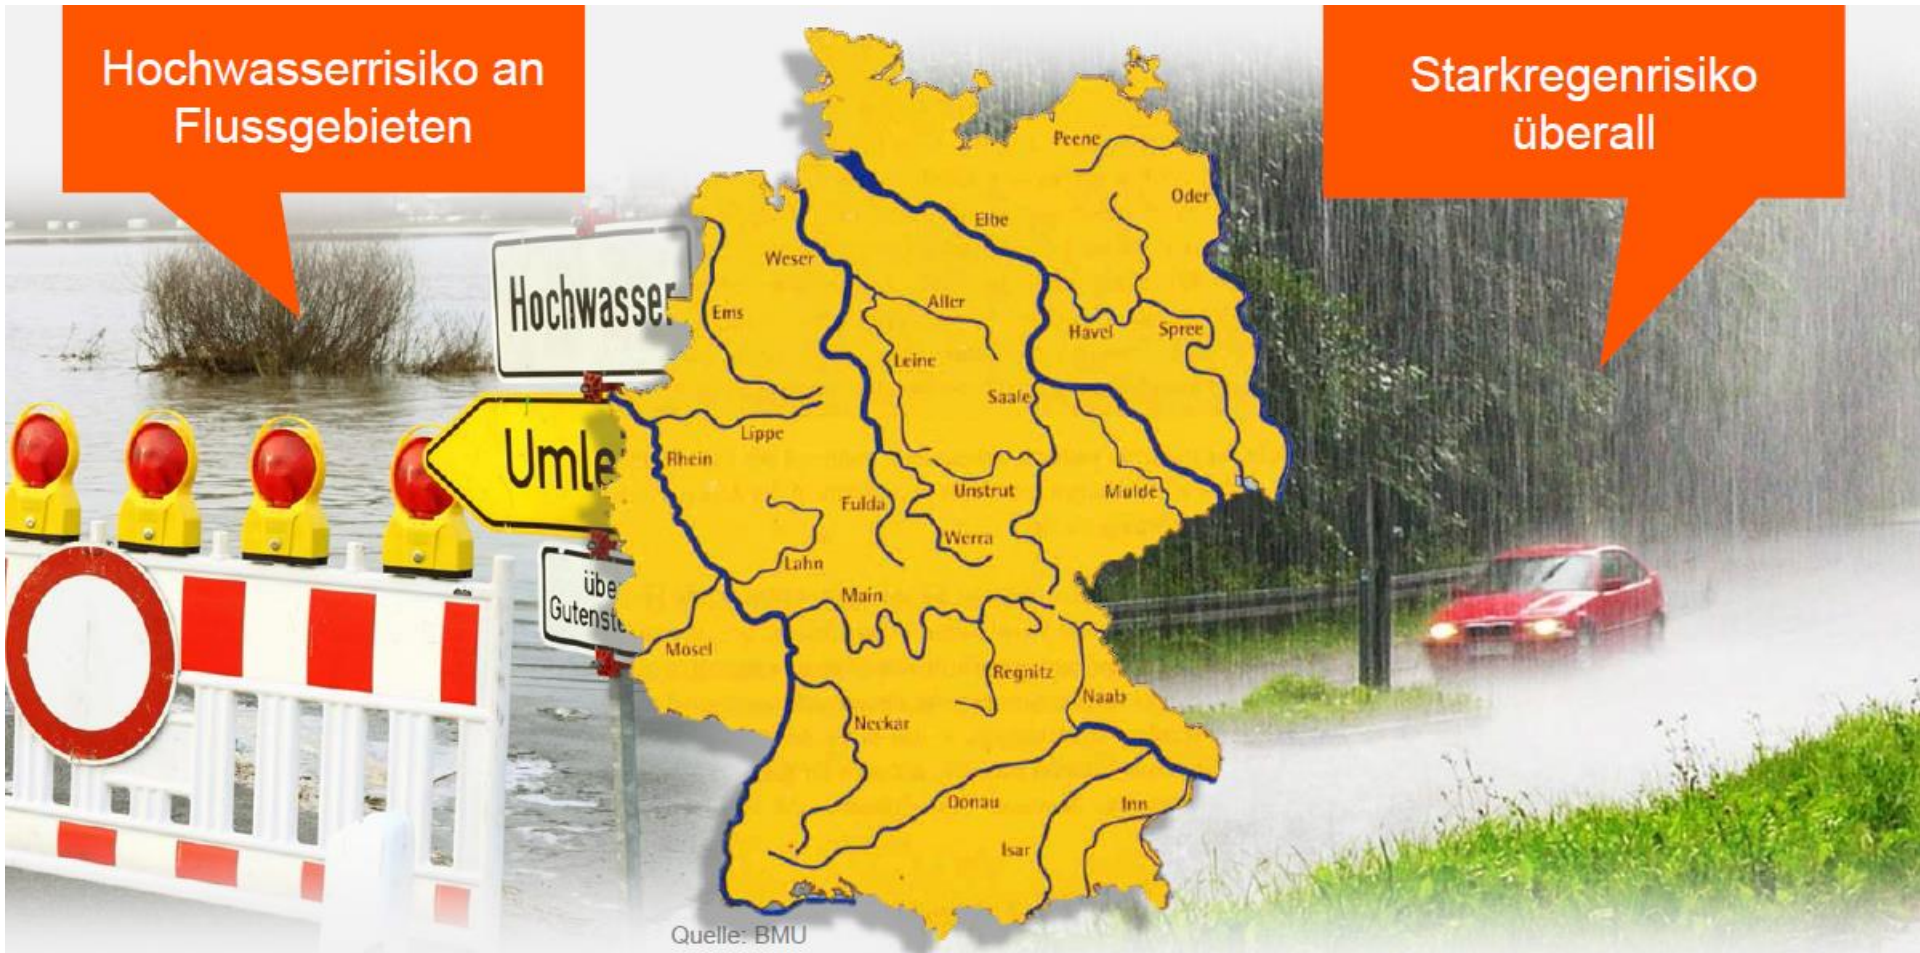 Hochwasserrisiko an
Flussgebieten
Starkregenrisiko
überall
Hochwasser
Umle
übe
Gutenste
Peene
Oder
Elbe
Weser
Ems
Aller
Havel
Spree
Leine
Saale
Lippe
Rhein
Fulda
Unstrut
Mulde
Werra
Lahn
Main
Mosel
Regnitz
Naab
Neckar
Donau
Inn
Isar
Quelle: BMU